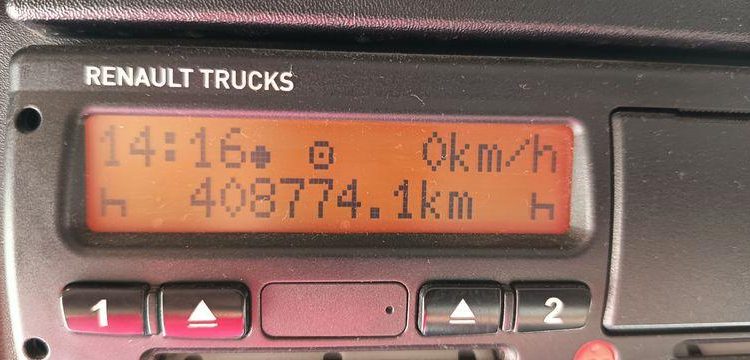 RENAULT TRUCKS
14:16 0km/h
408774.1km
1 2